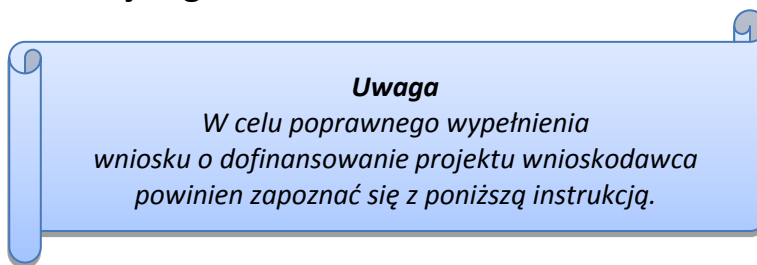 Uwaga
W celu poprawnego wypełnienia
wniosku o dofinansowanie projektu wnioskodawca
powinien zapoznać się z poniższą instrukcją.